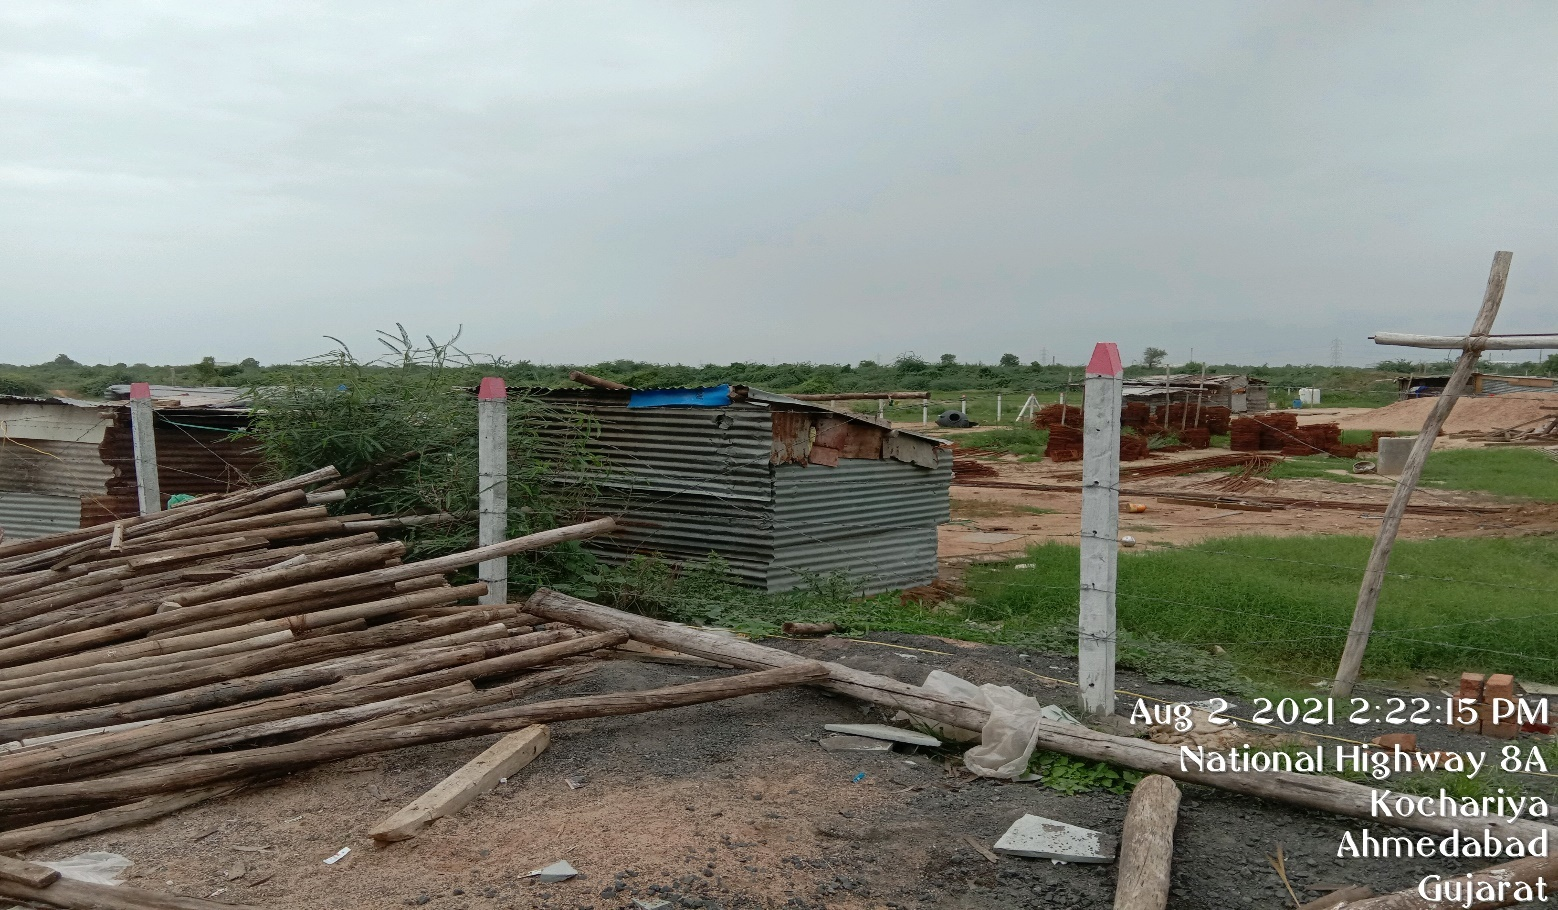 Aug 2, 2021 2:22:15 PM
National Highway 8A
Kochariya
Ahmedabad
Gujarat